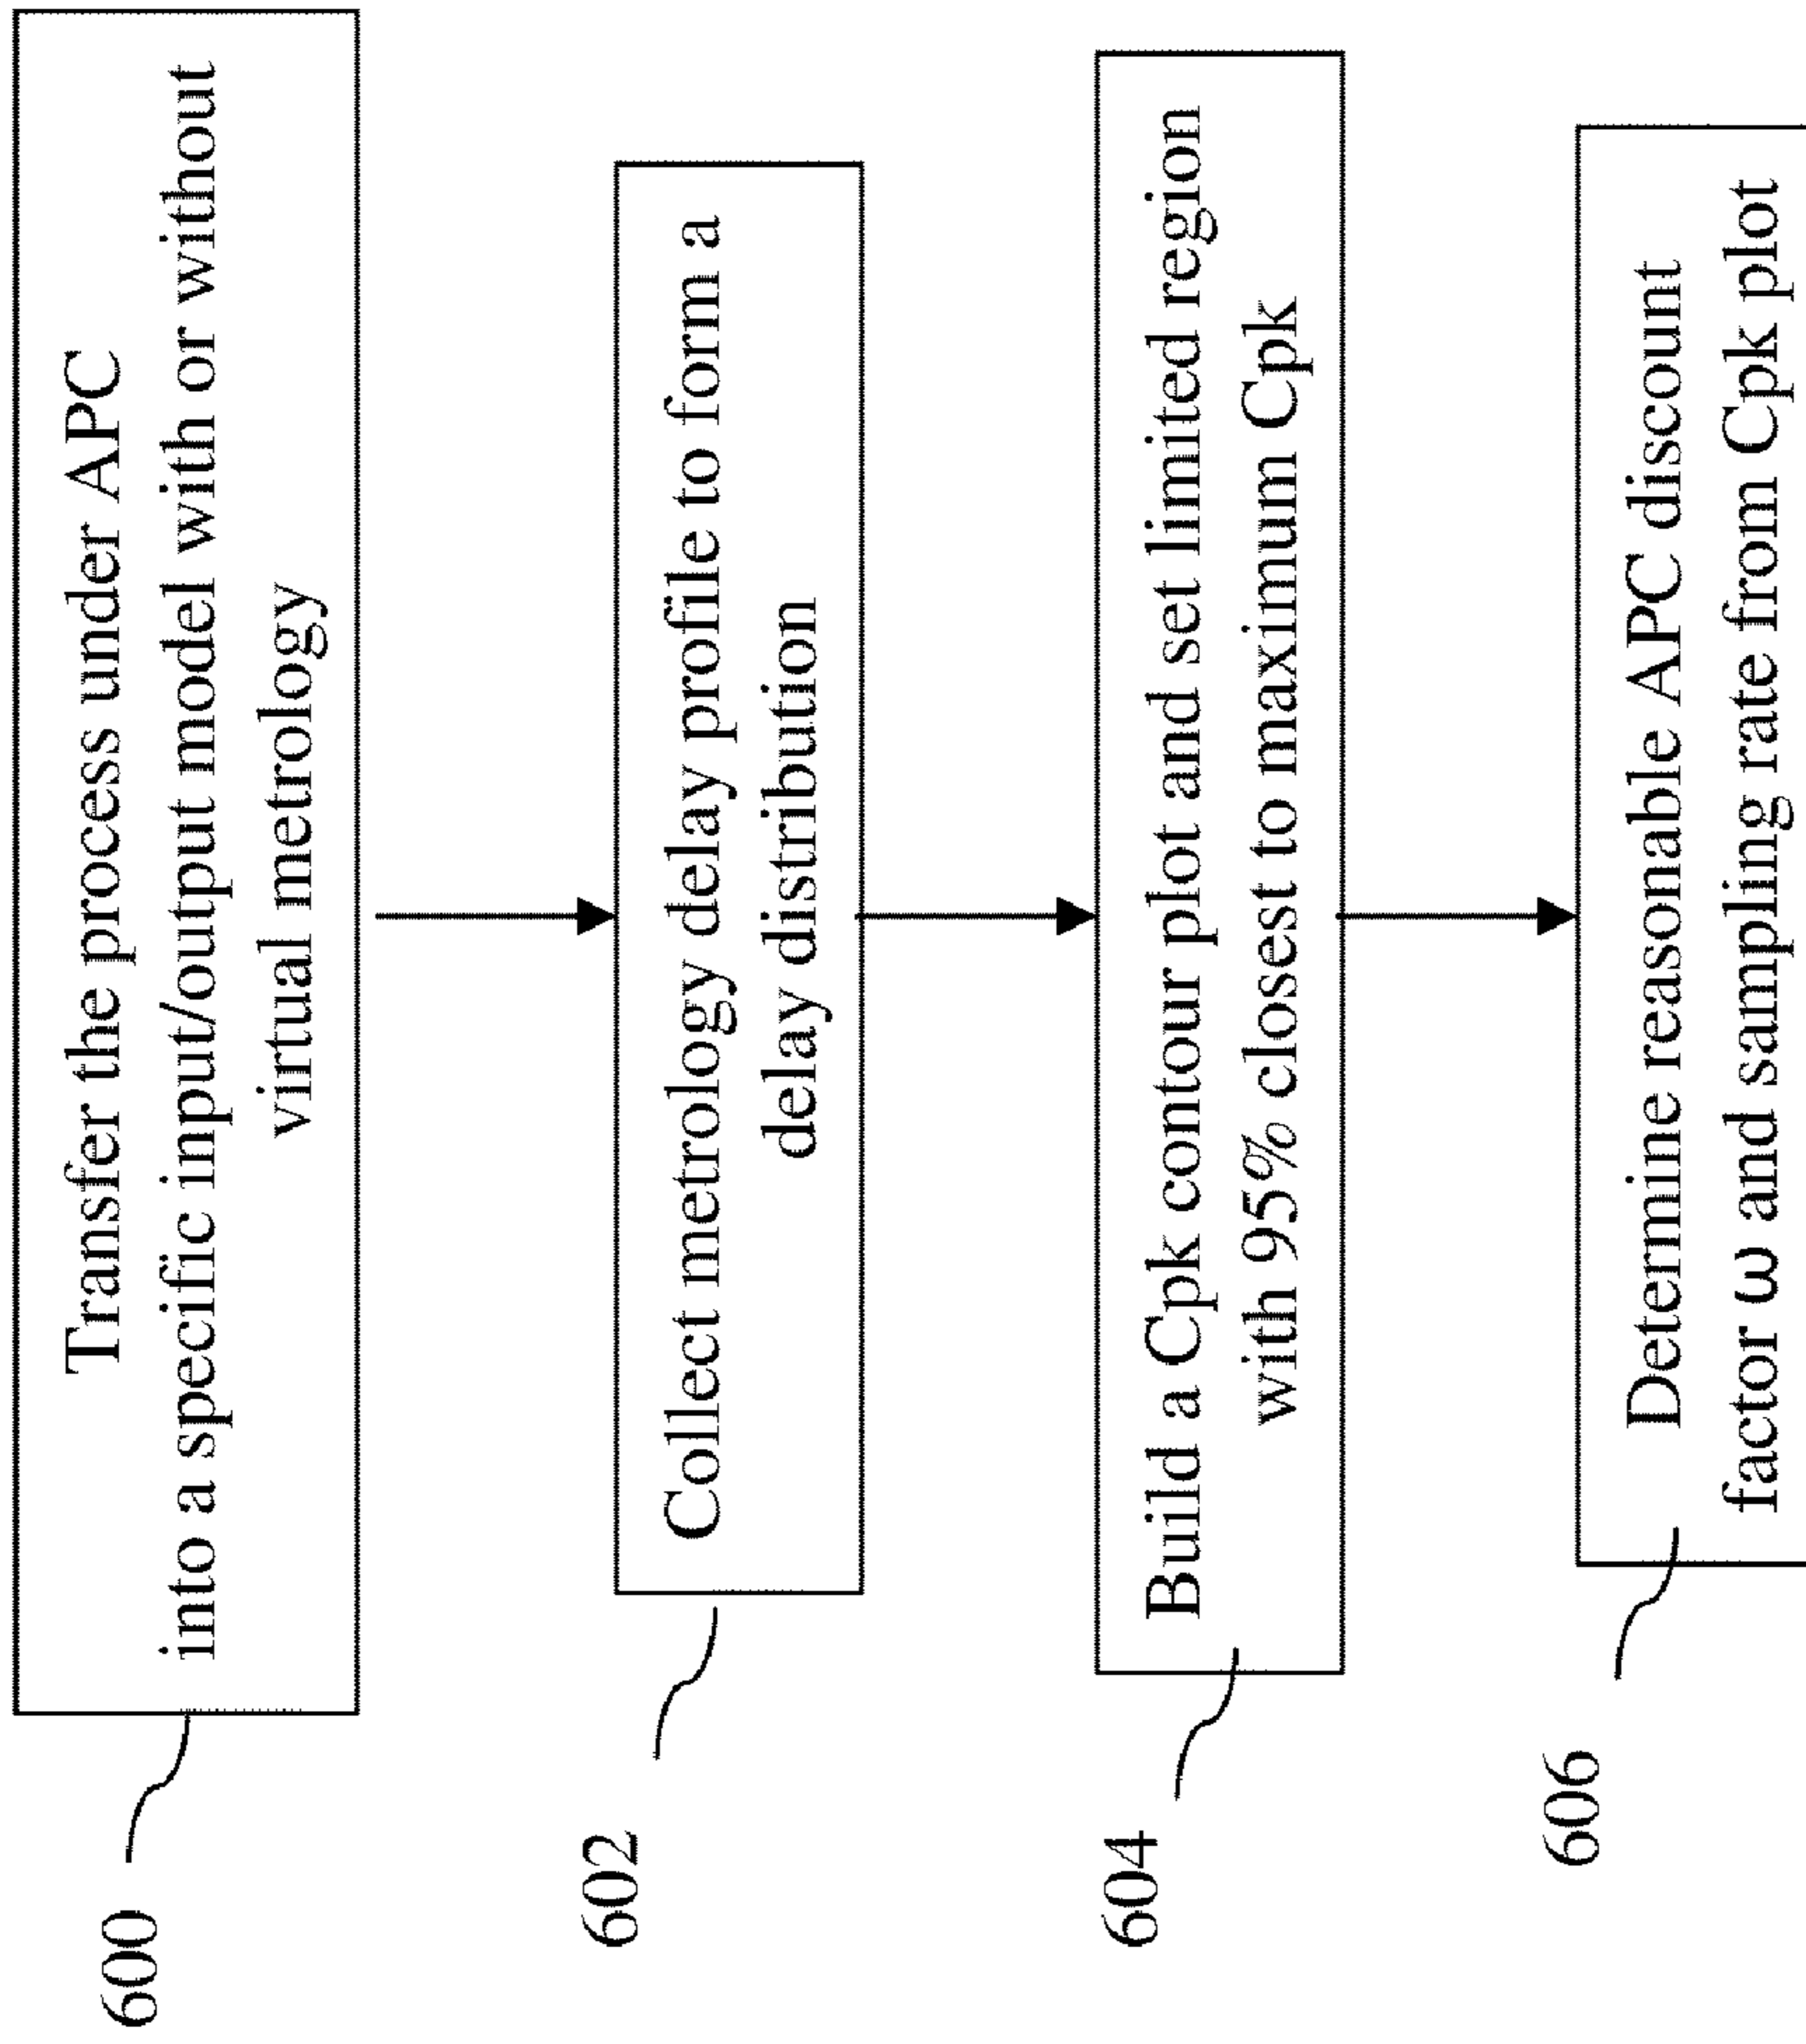 600
Transfer the process under APC
into a specific input/output model with or without
virtual metrology
602
Collect metrology delay profile to form a
delay distribution
604
Build a Cpk contour plot and set limited region
with 95% closest to maximum Cpk
606
Determine reasonable APC discount
factor ω and sampling rate from Cpk plot